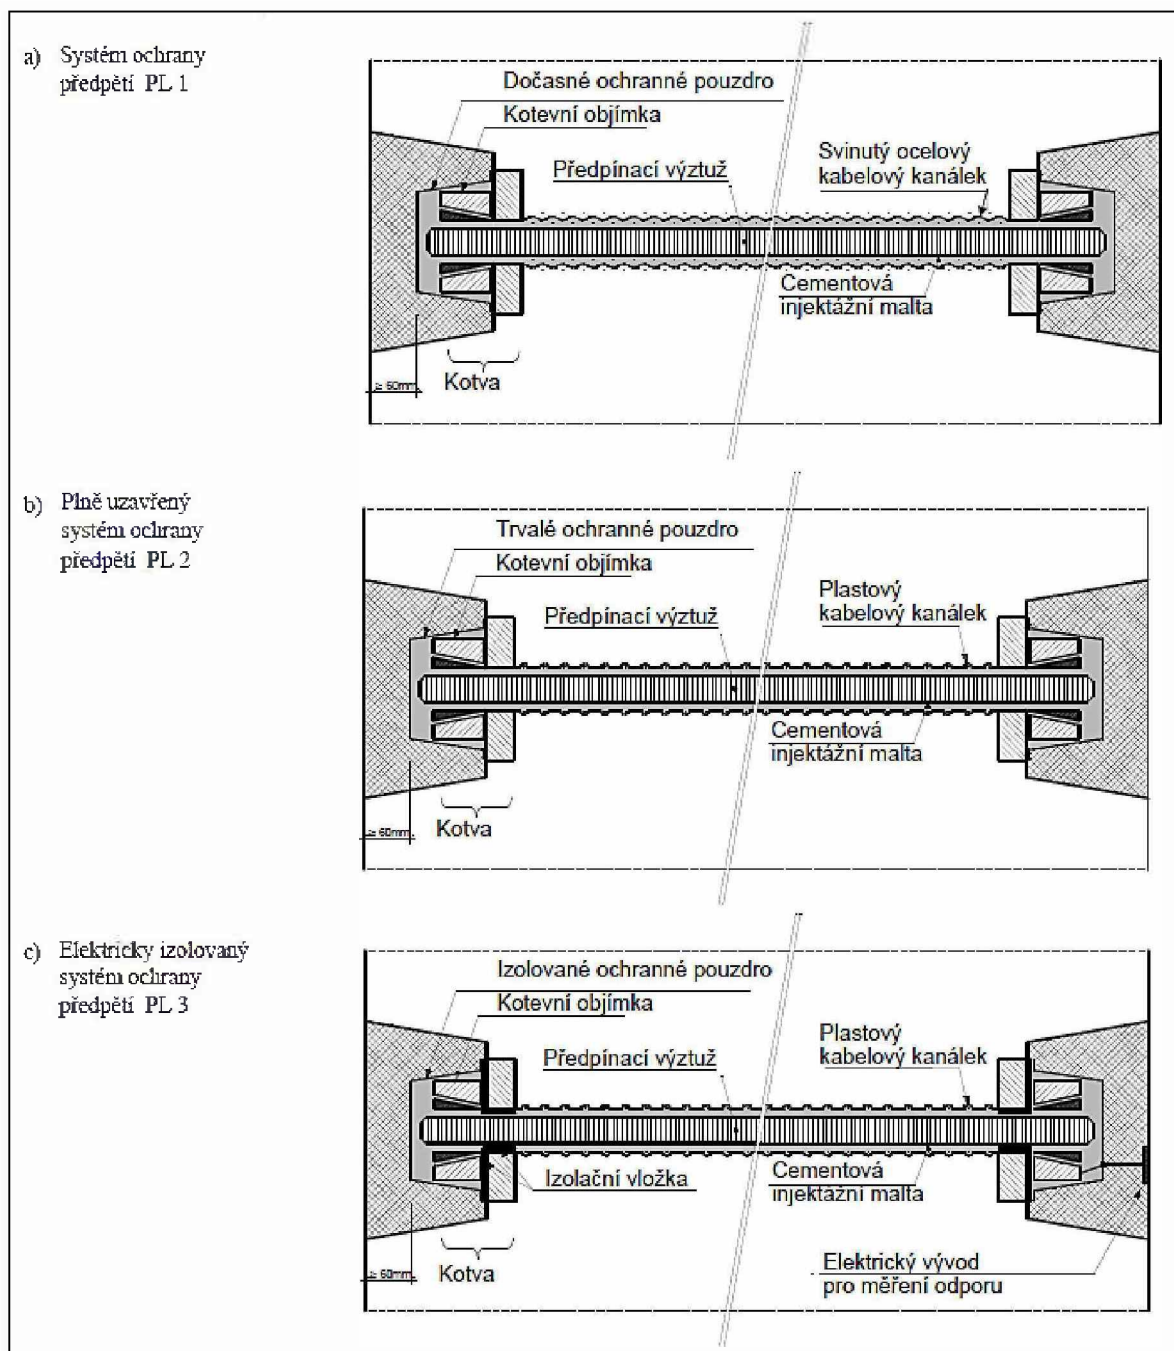 a) Systém ochrany
předpětí PL 1
Dočasné ochranné pouzdro
Kotevní objímka
Předpínací výztuž
Svinutý ocelový
kabelový kanálek
Cementová
injektážní malta
≥ 60mm
Kotva
b) Plně uzavřený
systém ochrany
předpětí PL 2
Trvalé ochranné pouzdro
Kotevní objímka
Předpínací výztuž
Plastový
kabelový kanálek
Cementová
injektážní malta
≥ 60mm
Kotva
c) Elektricky izolovaný
systém ochrany
předpětí PL 3
Izolované ochranné pouzdro
Kotevní objímka
Předpínací výztuž
Plastový
kabelový kanálek
Izolační vložka
Cementová
injektážní malta
≥ 60mm
Kotva
Elektrický vývod
pro měření odporu